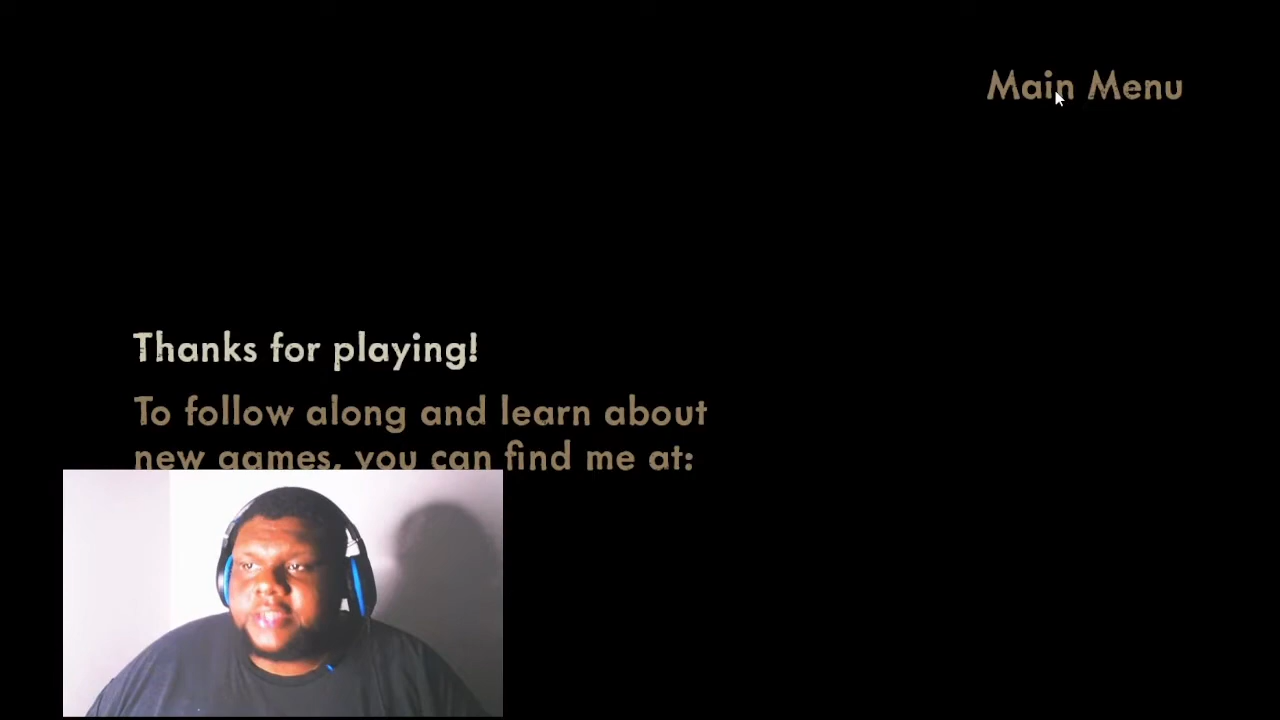 Main Menu
Thanks for playing!
To follow along and learn about
new games, you can find me at: